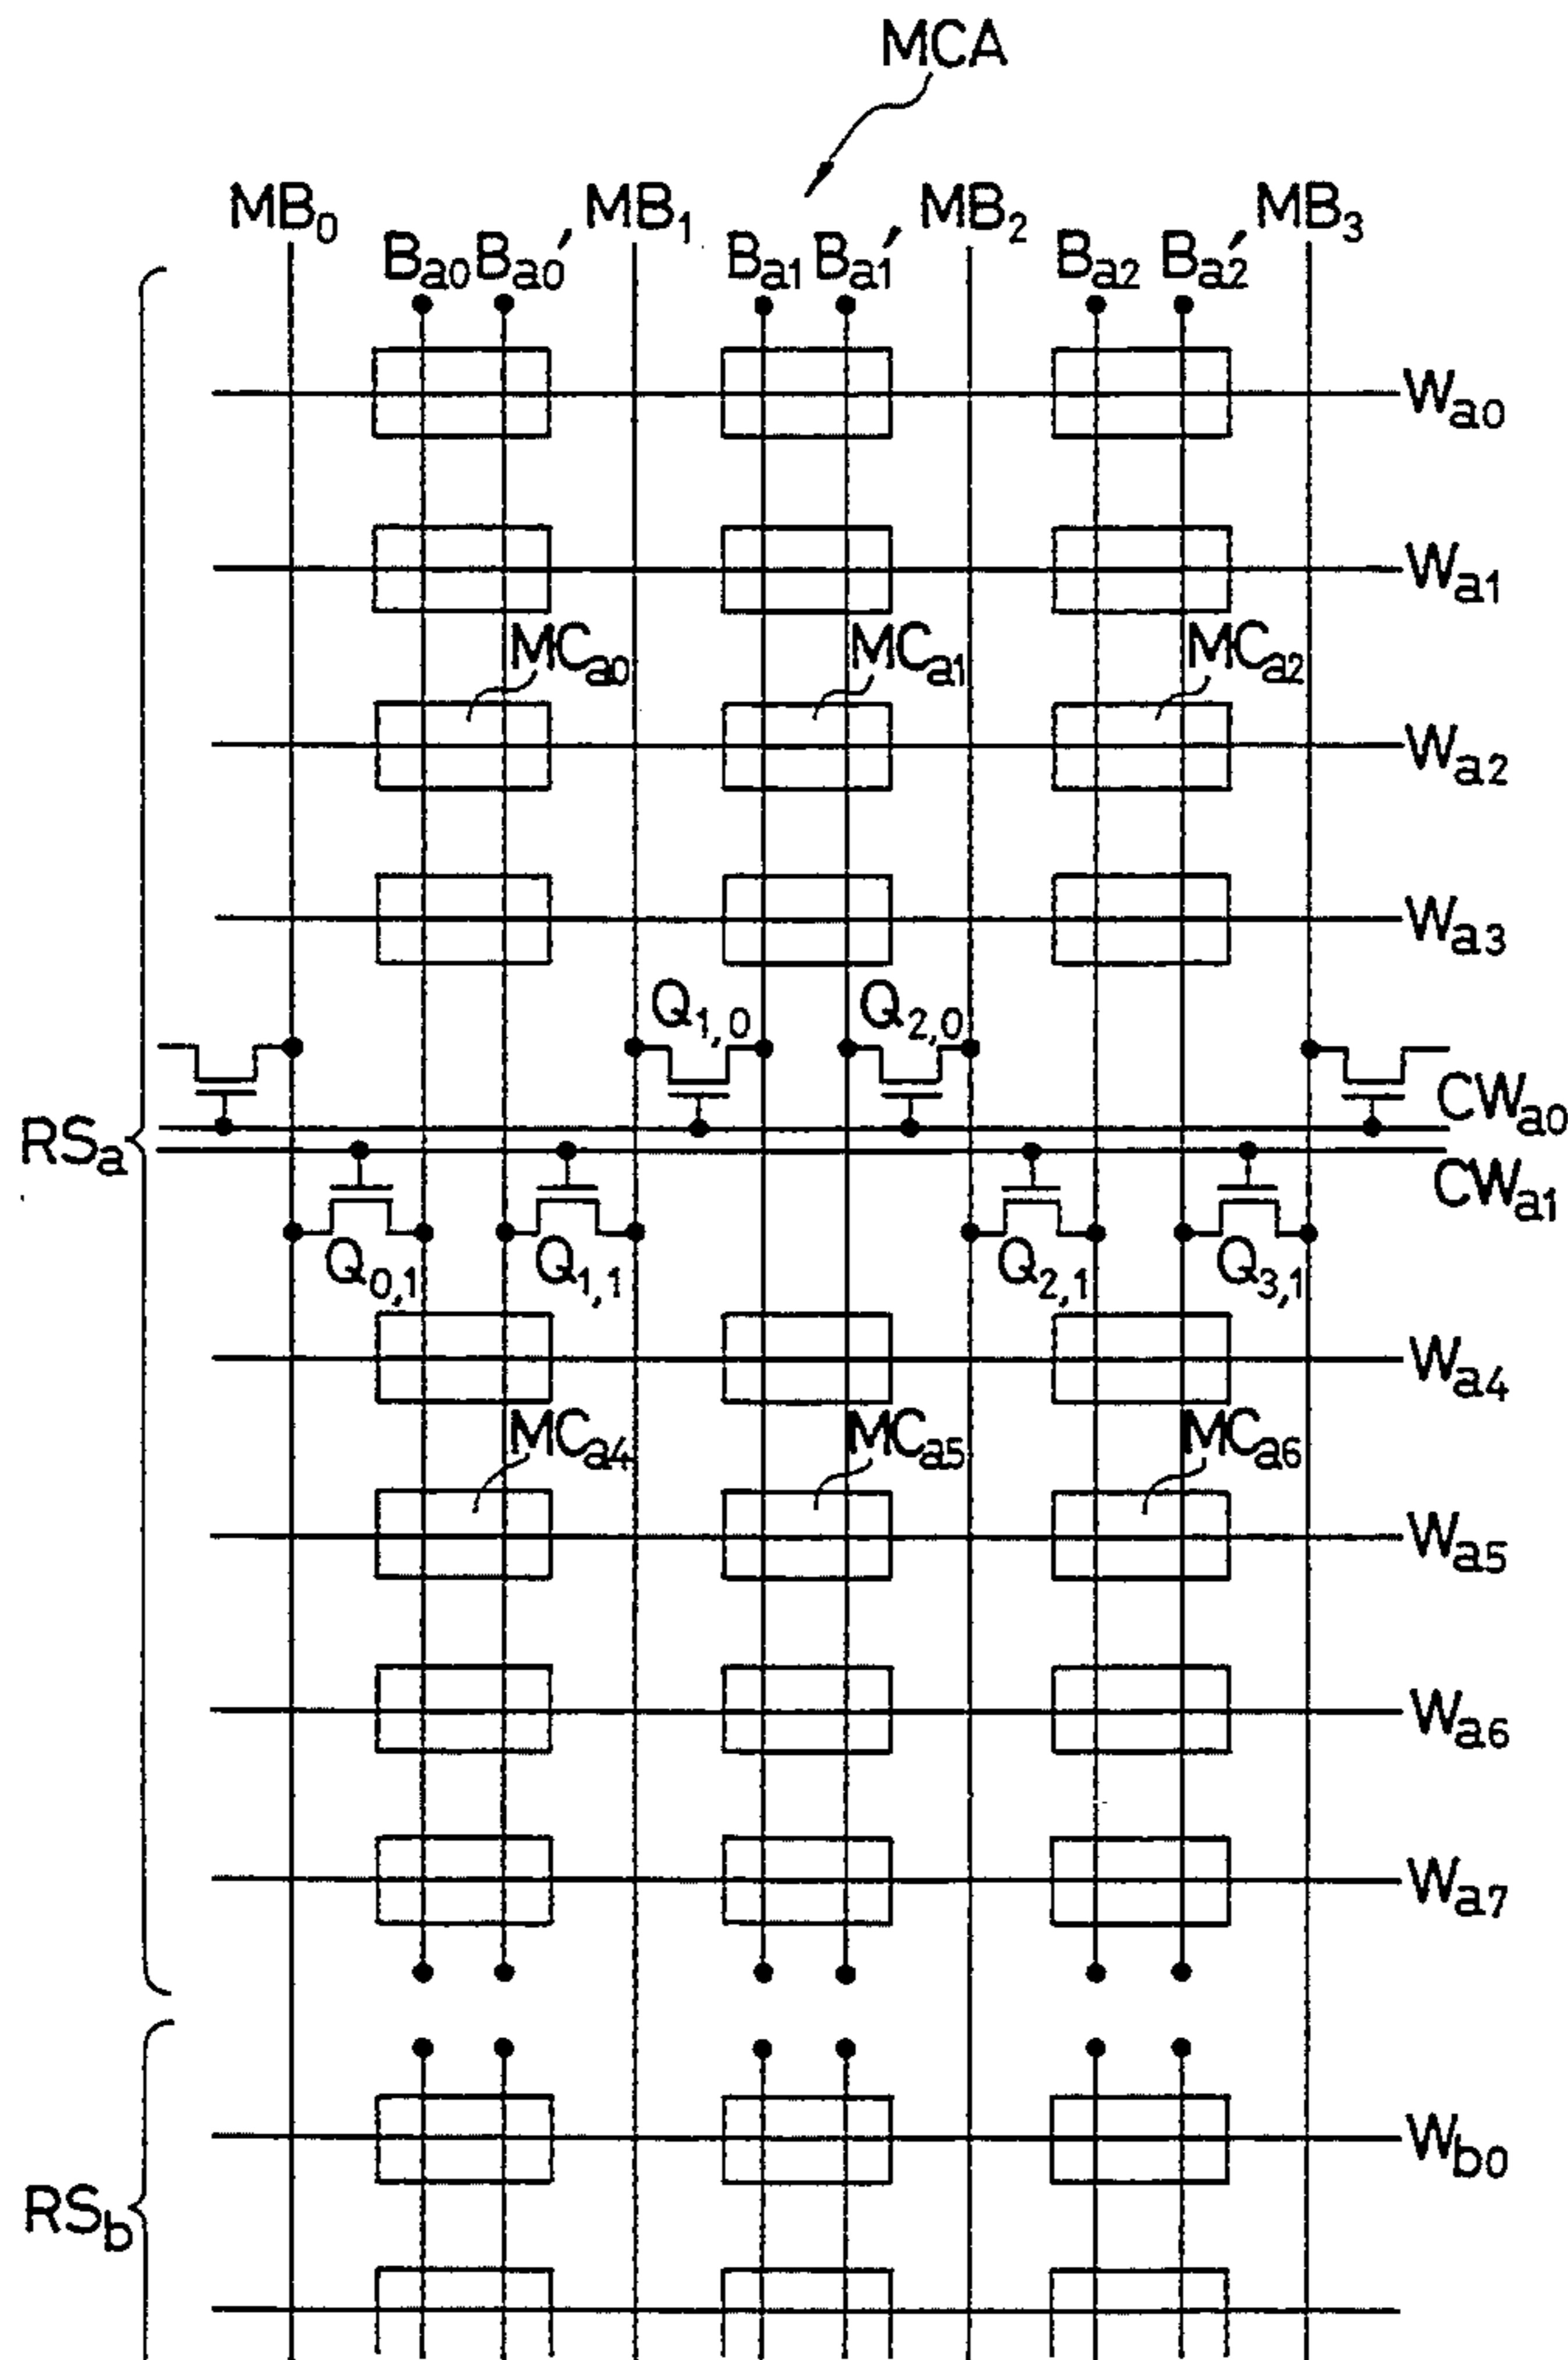 MCA
MB₀ MB₁ MB₂ MB₃
Bₐ₀ Bₐ₀' Bₐ₁ Bₐ₁' Bₐ₂ Bₐ₂'
Wₐ₀
Wₐ₁
MCₐ₀ MCₐ₁ MCₐ₂
Wₐ₂
Wₐ₃
Q₁,₀ Q₂,₀
CWₐ₀
RSₐ
CWₐ₁
Q₀,₁ Q₁,₁ Q₂,₁ Q₃,₁
Wₐ₄
MCₐ₄ MCₐ₅ MCₐ₆
Wₐ₅
Wₐ₆
Wₐ₇
W_b0
RS_b